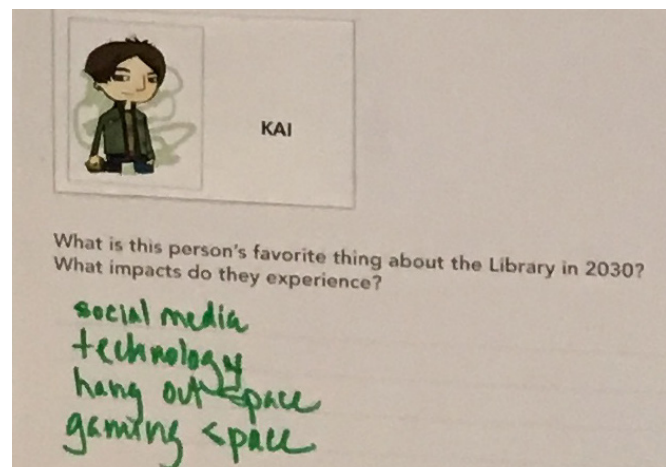 KAI
What is this person's favorite thing about the Library in 2030?
What impacts do they experience?
social media
technology
hang out space
gaming space